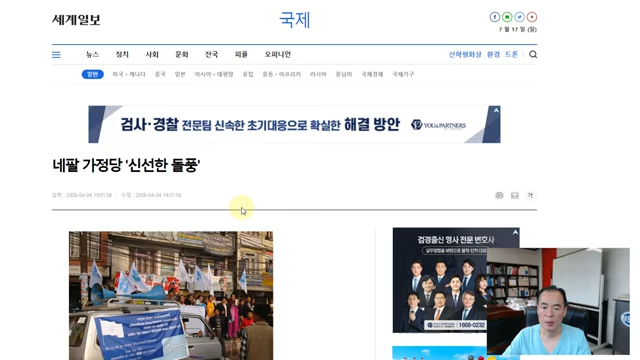 세계일보
국제
7 월 17 일 (일)
뉴스 정치 사회 문화 전국 피플 오피니언
선학평화상 환경 드론
일반 미국・캐나다 중국 일본 아시아・태평양 유럽 중동・아프리카 러시아 중남미 국제경제 국제기구
검사·경찰 전문팀 신속한 초기대응으로 확실한 해결 방안 YOU&PARTNERS
네팔 가정당 '신선한 돌풍'
입력 : 2008-04-04 19:01:56 수정 : 2008-04-04 19:01:56
가
검경출신 형사 전문 변호사
1668-0232